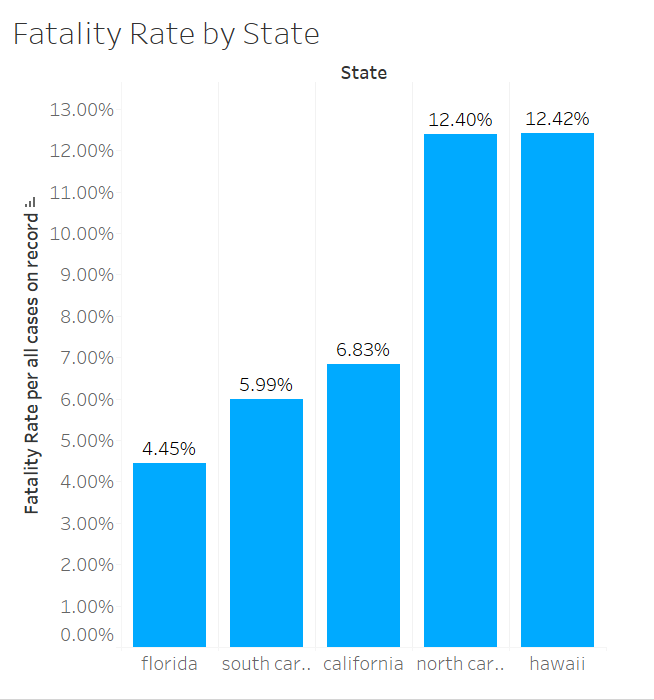 Fatality Rate by State
State
Fatality Rate per all cases on record
13.00%
12.00%
11.00%
10.00%
9.00%
8.00%
7.00%
6.00%
5.00%
4.00%
3.00%
2.00%
1.00%
0.00%
4.45%
5.99%
6.83%
12.40%
12.42%
florida
south car..
california
north car..
hawaii